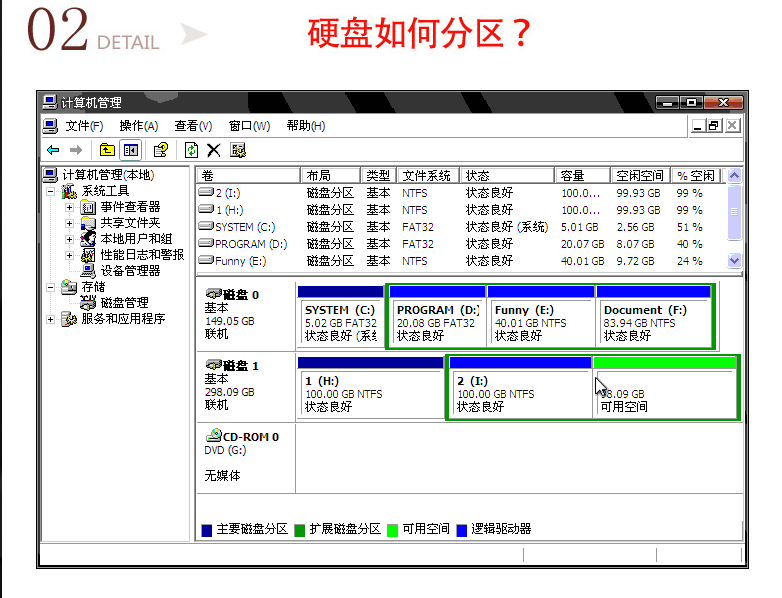 02 DETAIL
硬盘如何分区？
计算机管理
文件(F) 操作(A) 查看(V) 窗口(W) 帮助(H)
计算机管理(本地)
系统工具
事件查看器
共享文件夹
本地用户和组
性能日志和警报
设备管理器
存储
磁盘管理
服务和应用程序
卷 布局 类型 文件系统 状态 容量 空闲空间 % 空闲
2 (I:) 磁盘分区 基本 NTFS 状态良好 100.0... 99.93 GB 99 %
1 (H:) 磁盘分区 基本 NTFS 状态良好 100.0... 99.93 GB 99 %
SYSTEM (C:) 磁盘分区 基本 FAT32 状态良好 (系统) 5.01 GB 2.56 GB 51 %
PROGRAM (D:) 磁盘分区 基本 FAT32 状态良好 20.07 GB 8.07 GB 40 %
Funny (E:) 磁盘分区 基本 NTFS 状态良好 40.01 GB 9.72 GB 24 %
磁盘 0
基本
149.05 GB
联机
SYSTEM (C:)
5.02 GB FAT32
状态良好 (系统
PROGRAM (D:)
20.08 GB FAT32
状态良好
Funny (E:)
40.01 GB NTFS
状态良好
Document (F:)
83.94 GB NTFS
状态良好
磁盘 1
基本
298.09 GB
联机
1 (H:)
100.00 GB NTFS
状态良好
2 (I:)
100.00 GB NTFS
状态良好
98.09 GB
可用空间
CD-ROM 0
DVD (G:)
无媒体
主要磁盘分区 扩展磁盘分区 可用空间 逻辑驱动器